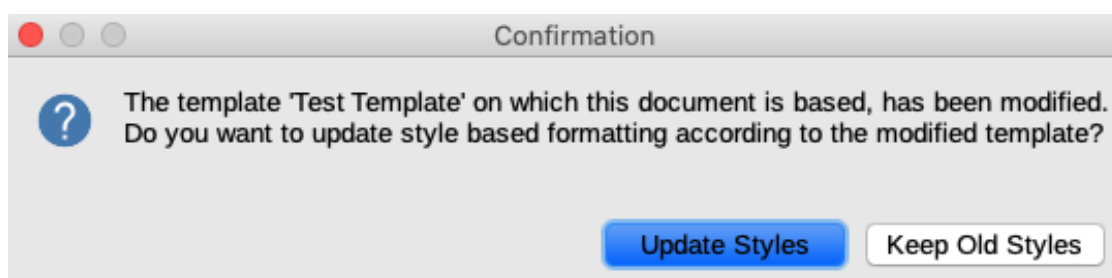 Confirmation
The template 'Test Template' on which this document is based, has been modified.
Do you want to update style based formatting according to the modified template?
Update Styles
Keep Old Styles